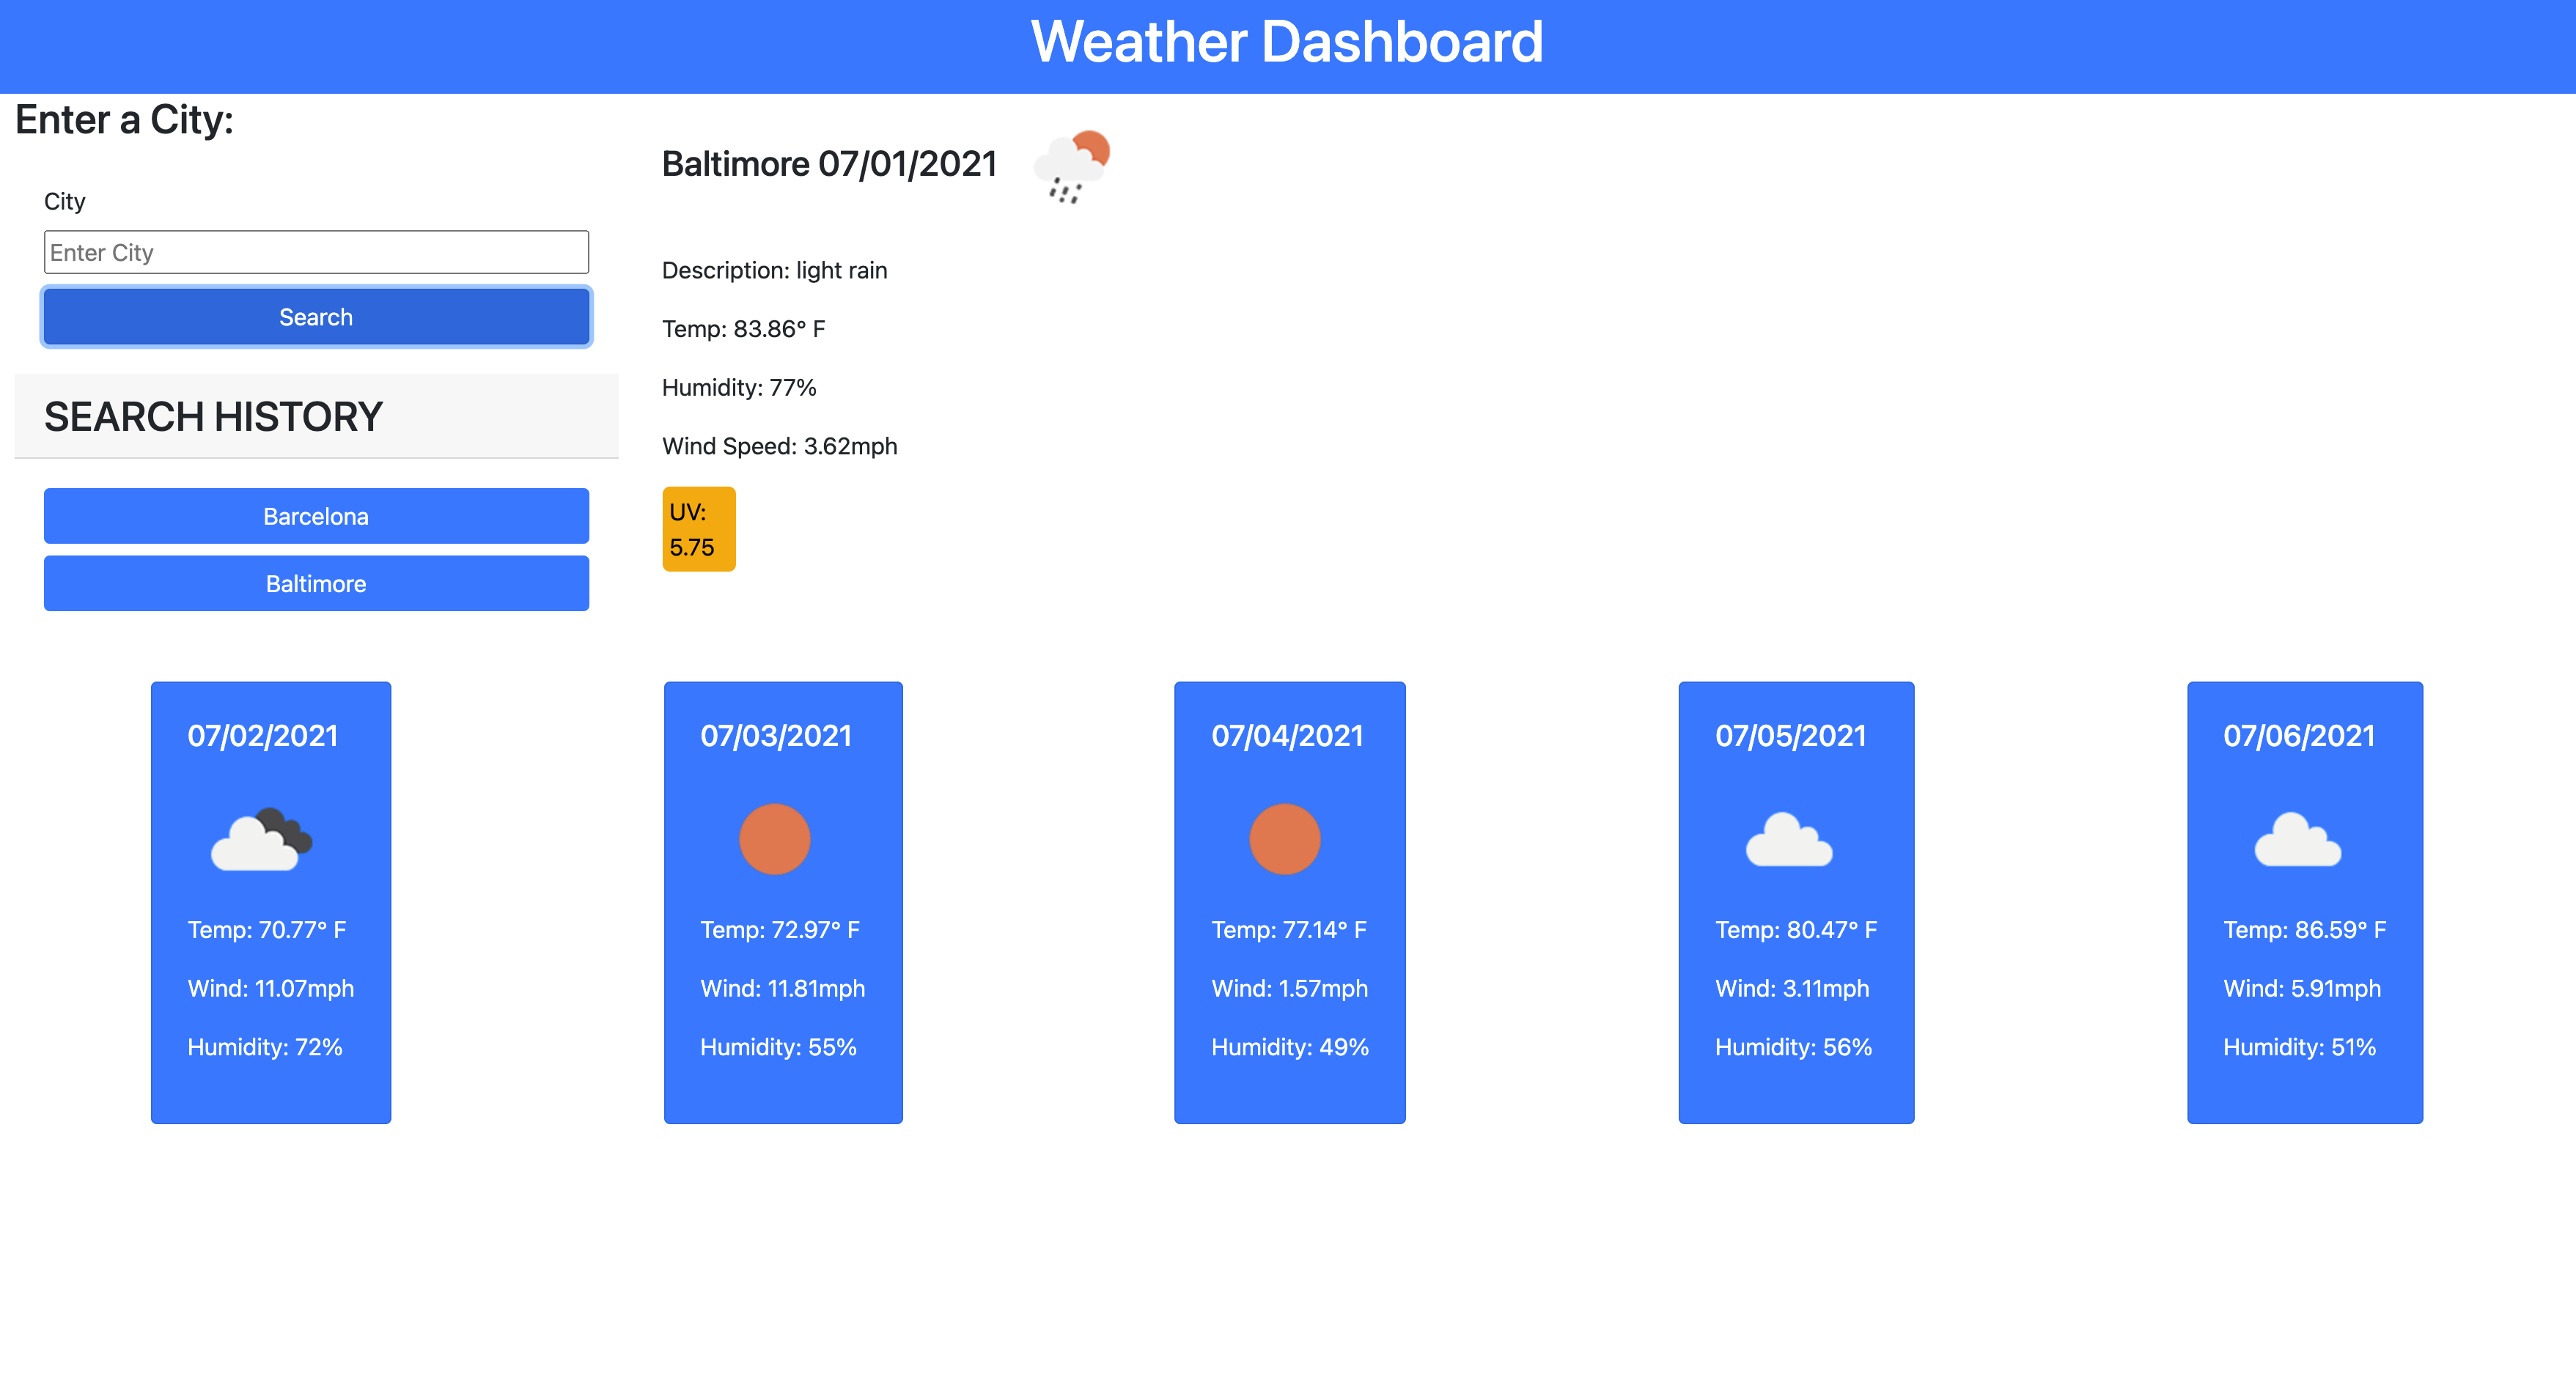 Weather Dashboard
Enter a City:
City
Enter City
Search
SEARCH HISTORY
Barcelona
Baltimore
Baltimore 07/01/2021
Description: light rain
Temp: 83.86° F
Humidity: 77%
Wind Speed: 3.62mph
UV:
5.75
07/02/2021
Temp: 70.77° F
Wind: 11.07mph
Humidity: 72%
07/03/2021
Temp: 72.97° F
Wind: 11.81mph
Humidity: 55%
07/04/2021
Temp: 77.14° F
Wind: 1.57mph
Humidity: 49%
07/05/2021
Temp: 80.47° F
Wind: 3.11mph
Humidity: 56%
07/06/2021
Temp: 86.59° F
Wind: 5.91mph
Humidity: 51%